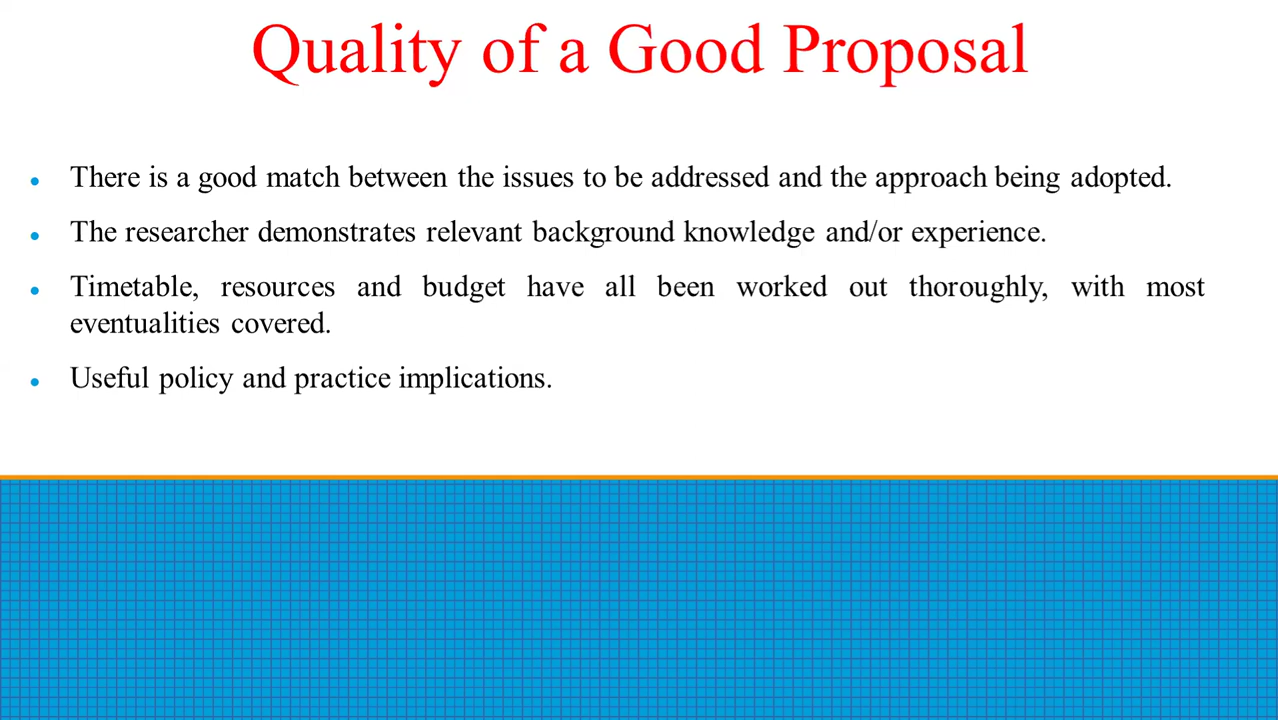 Quality of a Good Proposal
There is a good match between the issues to be addressed and the approach being adopted.
The researcher demonstrates relevant background knowledge and/or experience.
Timetable, resources and budget have all been worked out thoroughly, with most
eventualities covered.
Useful policy and practice implications.